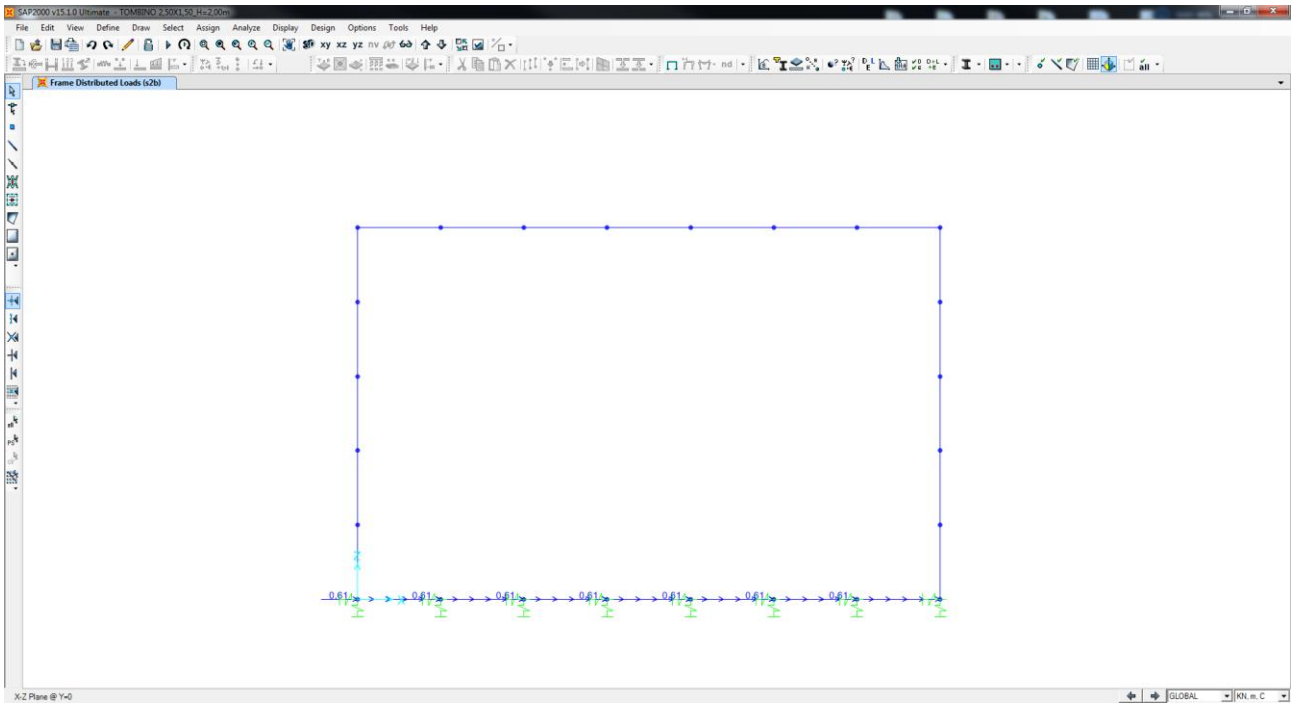 SAP2000 v15.1.0 Ultimate - TOMBINO 2,50X1,50_H=2,00m
File Edit View Define Draw Select Assign Analyze Display Design Options Tools Help
xy xz yz nv
nd
all
Frame Distributed Loads (s2b)
0.61 0.61 0.61 0.61 0.61 0.61 0.61
X-Z Plane @ Y=0
GLOBAL
KN, m, C